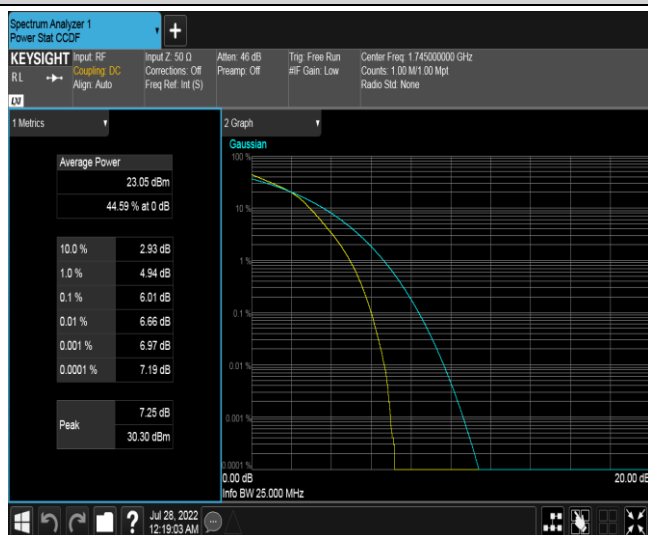 Spectrum Analyzer 1
Power Stat CCDF
KEYSIGHT
RL
LXI
Input: RF
Coupling: DC
Align: Auto
Input Z: 50 Ω
Corrections: Off
Freq Ref: Int (S)
Atten: 46 dB
Preamp: Off
Trig: Free Run
#IF Gain: Low
Center Freq: 1.745000000 GHz
Counts: 1.00 M/1.00 Mpt
Radio Std: None
1 Metrics
Average Power
23.05 dBm
44.59 % at 0 dB
10.0 % 2.93 dB
1.0 % 4.94 dB
0.1 % 6.01 dB
0.01 % 6.66 dB
0.001 % 6.97 dB
0.0001 % 7.19 dB
Peak
7.25 dB
30.30 dBm
2 Graph
Gaussian
100 %
10 %
1 %
0.1 %
0.01 %
0.001 %
0.0001 %
0.00 dB 20.00 dB
Info BW 25.000 MHz
?
Jul 28, 2022
12:19:03 AM